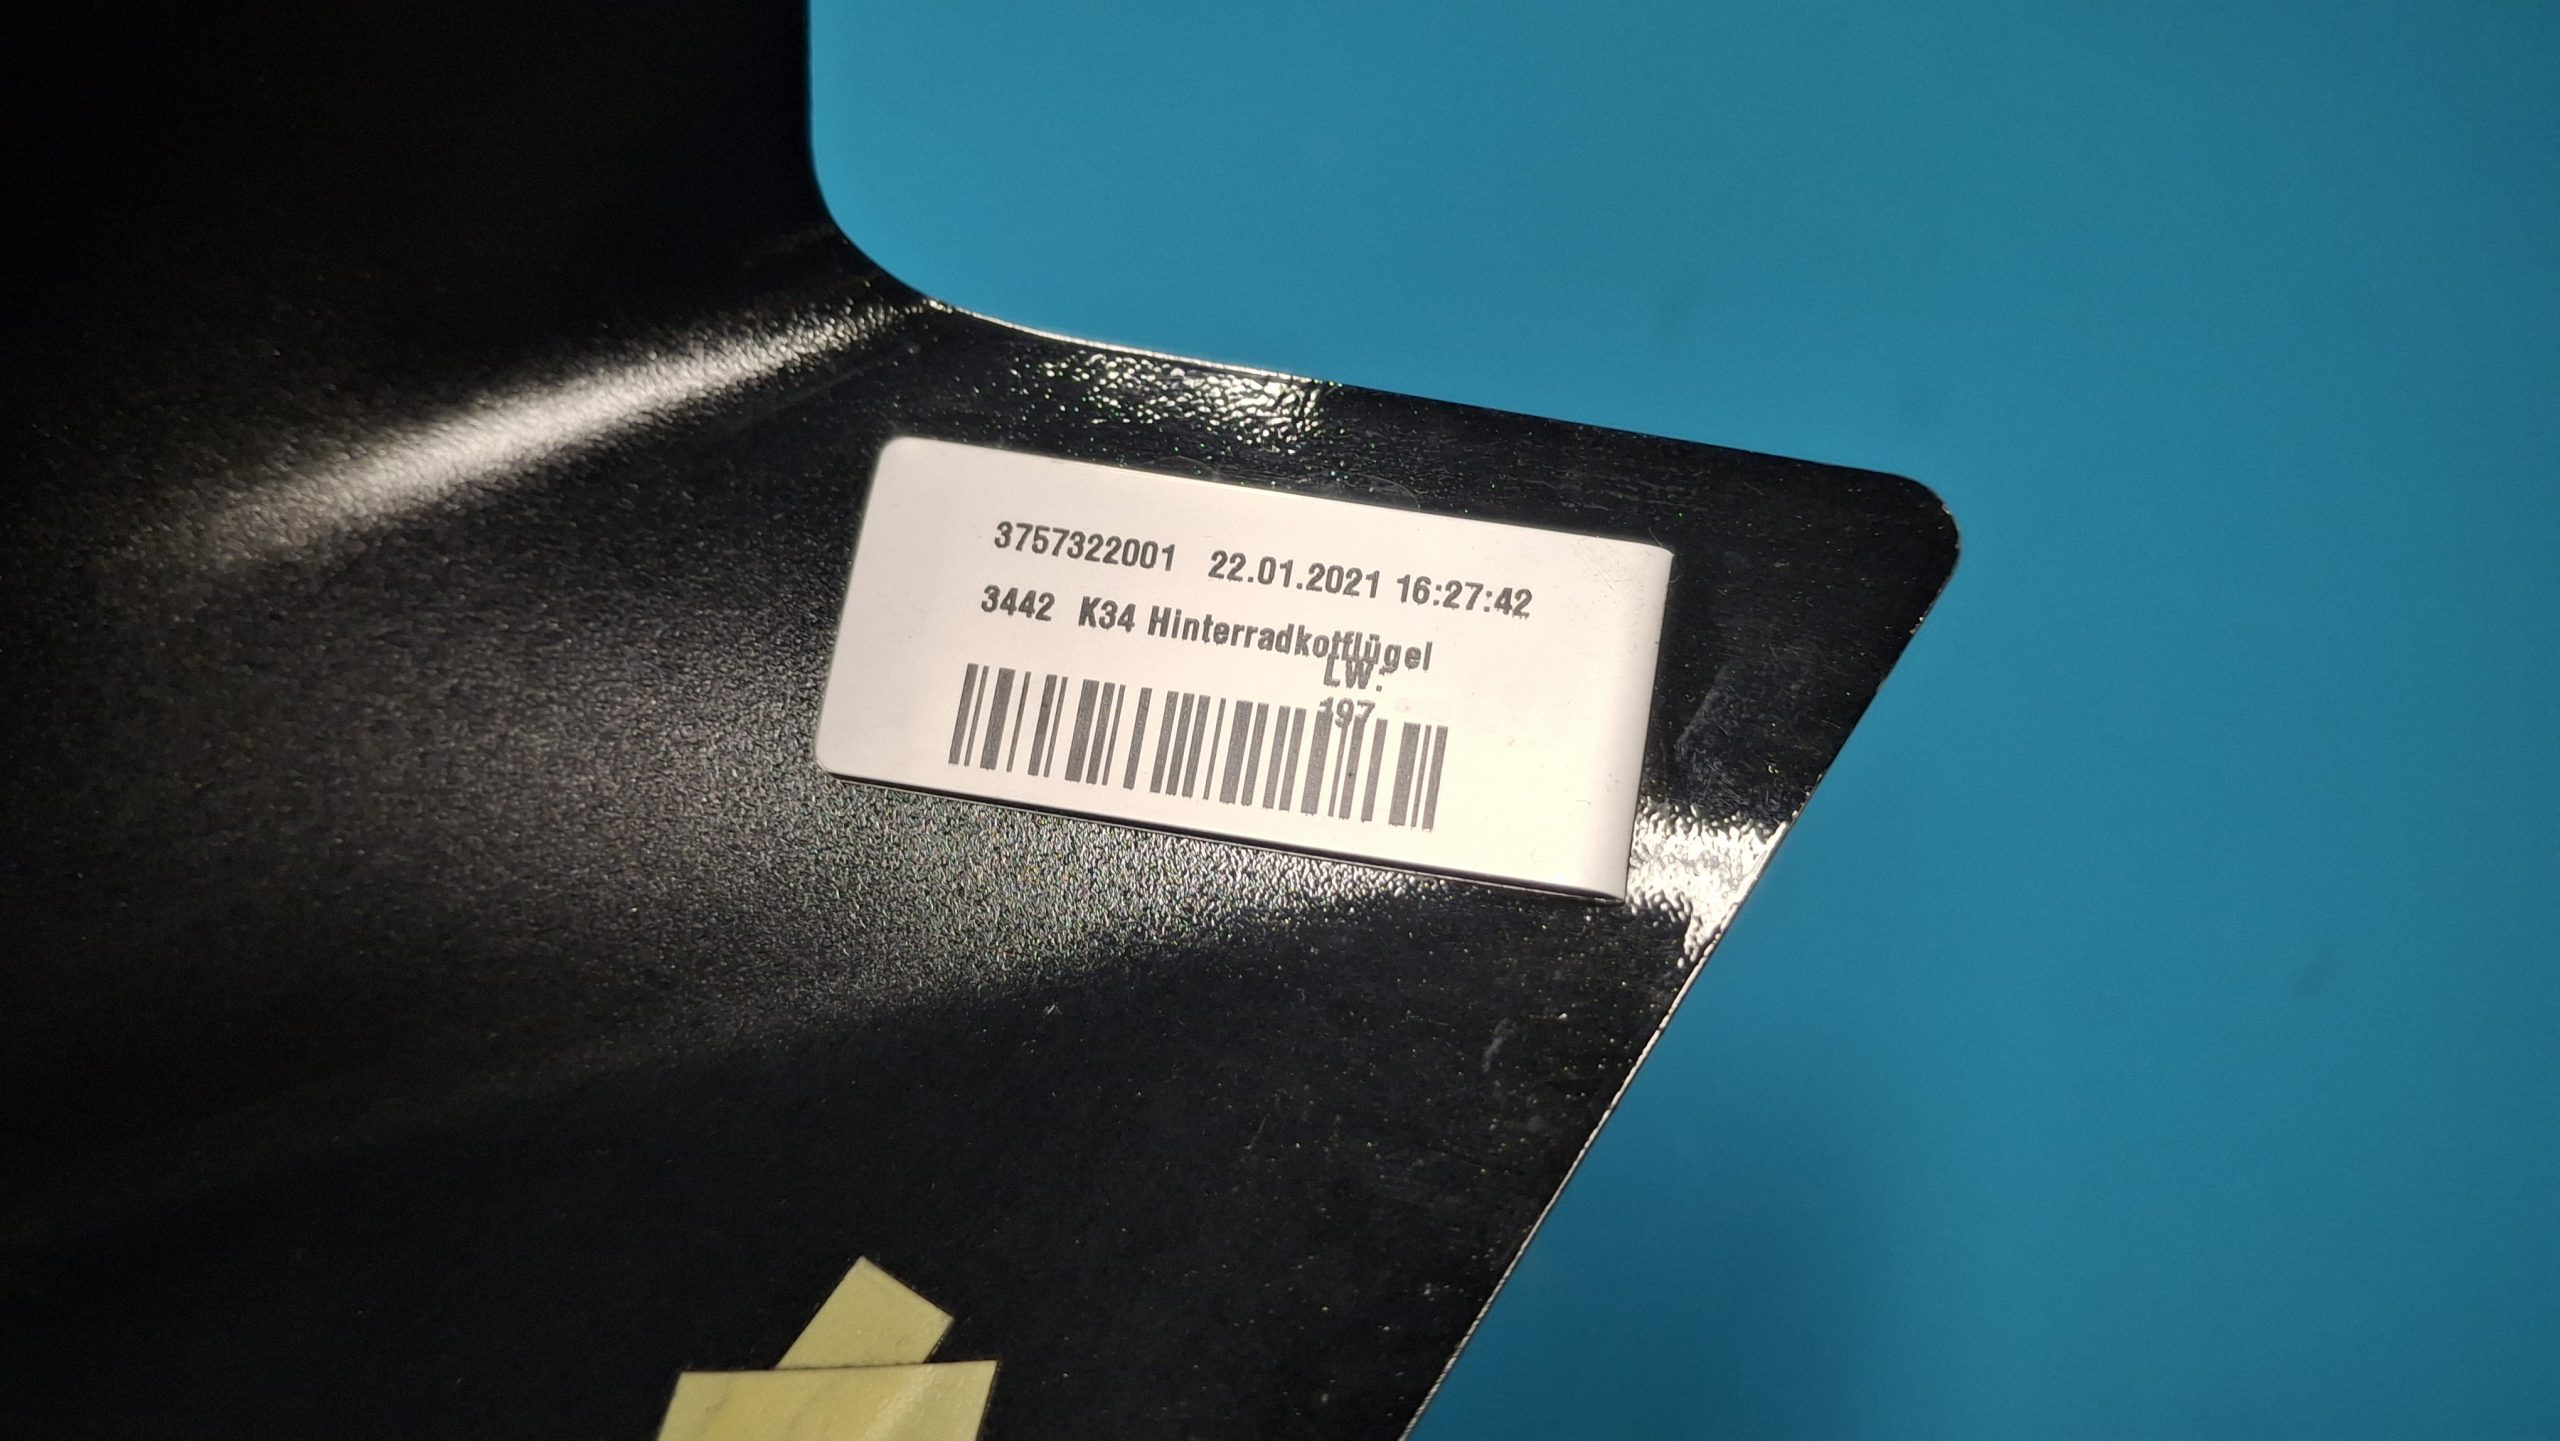 3757322001 22.01.2021 16:27:42
3442 K34 Hinterradkotflügel
LW:
197